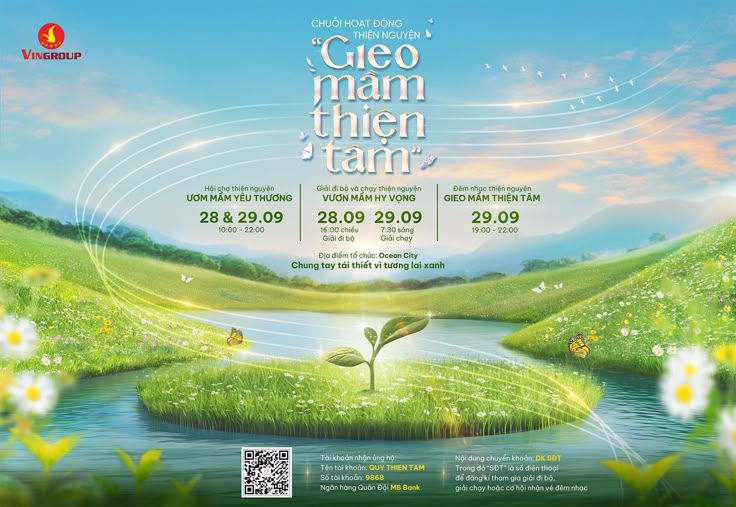 VINGROUP
CHUỖI HOẠT ĐỘNG
THIỆN NGUYỆN
"Gieo
mầm
thiện
tâm"
Hội chợ thiện nguyện
ƯƠM MẦM YÊU THƯƠNG
28 & 29.09
10:00 - 22:00
Giải đi bộ và chạy thiện nguyện
VƯƠN MẦM HY VỌNG
28.09 29.09
16:00 chiều 7:30 sáng
Giải đi bộ Giải chạy
Đêm nhạc thiện nguyện
GIEO MẦM THIỆN TÂM
29.09
19:00 - 22:00
Địa điểm tổ chức: Ocean City
Chung tay tái thiết vì tương lai xanh
Tài khoản nhận ủng hộ:
Tên tài khoản: QUY THIEN TAM
Số tài khoản: 9868
Ngân hàng Quân Đội MB Bank
Nội dung chuyển khoản: DK SĐT
Trong đó "SĐT" là số điện thoại
để đăng kí tham gia giải đi bộ,
giải chạy hoặc cơ hội nhận vé đêm nhạc